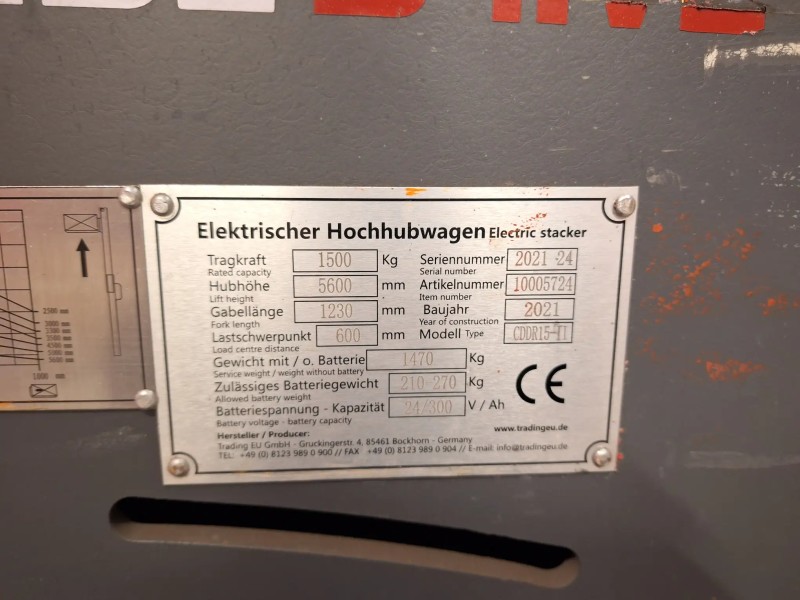 Elektrischer Hochhubwagen Electric stacker
Tragkraft 1500 Kg Seriennummer 2021-24
Rated capacity Serial number
Hubhöhe 5600 mm Artikelnummer 10005724
Lift height Item number
Gabellänge 1230 mm Baujahr 2021
Fork length Year of construction
Lastschwerpunkt 600 mm Modell Type CDDR15-II
Load centre distance
Gewicht mit / o. Batterie 1470 Kg
Service weight / weight without battery
Zulässiges Batteriegewicht 210-270 Kg
Allowed battery weight
Batteriespannung - Kapazität 24/300 V / Ah
Battery voltage - battery capacity
CE
www.tradingeu.de
Hersteller / Producer:
Trading EU GmbH - Gruckingerstr. 4, 85461 Bockhorn - Germany
TEL: +49 (0) 8123 989 0 900 // FAX +49 (0) 8123 989 0 904 // E-mail: info@tradingeu.de